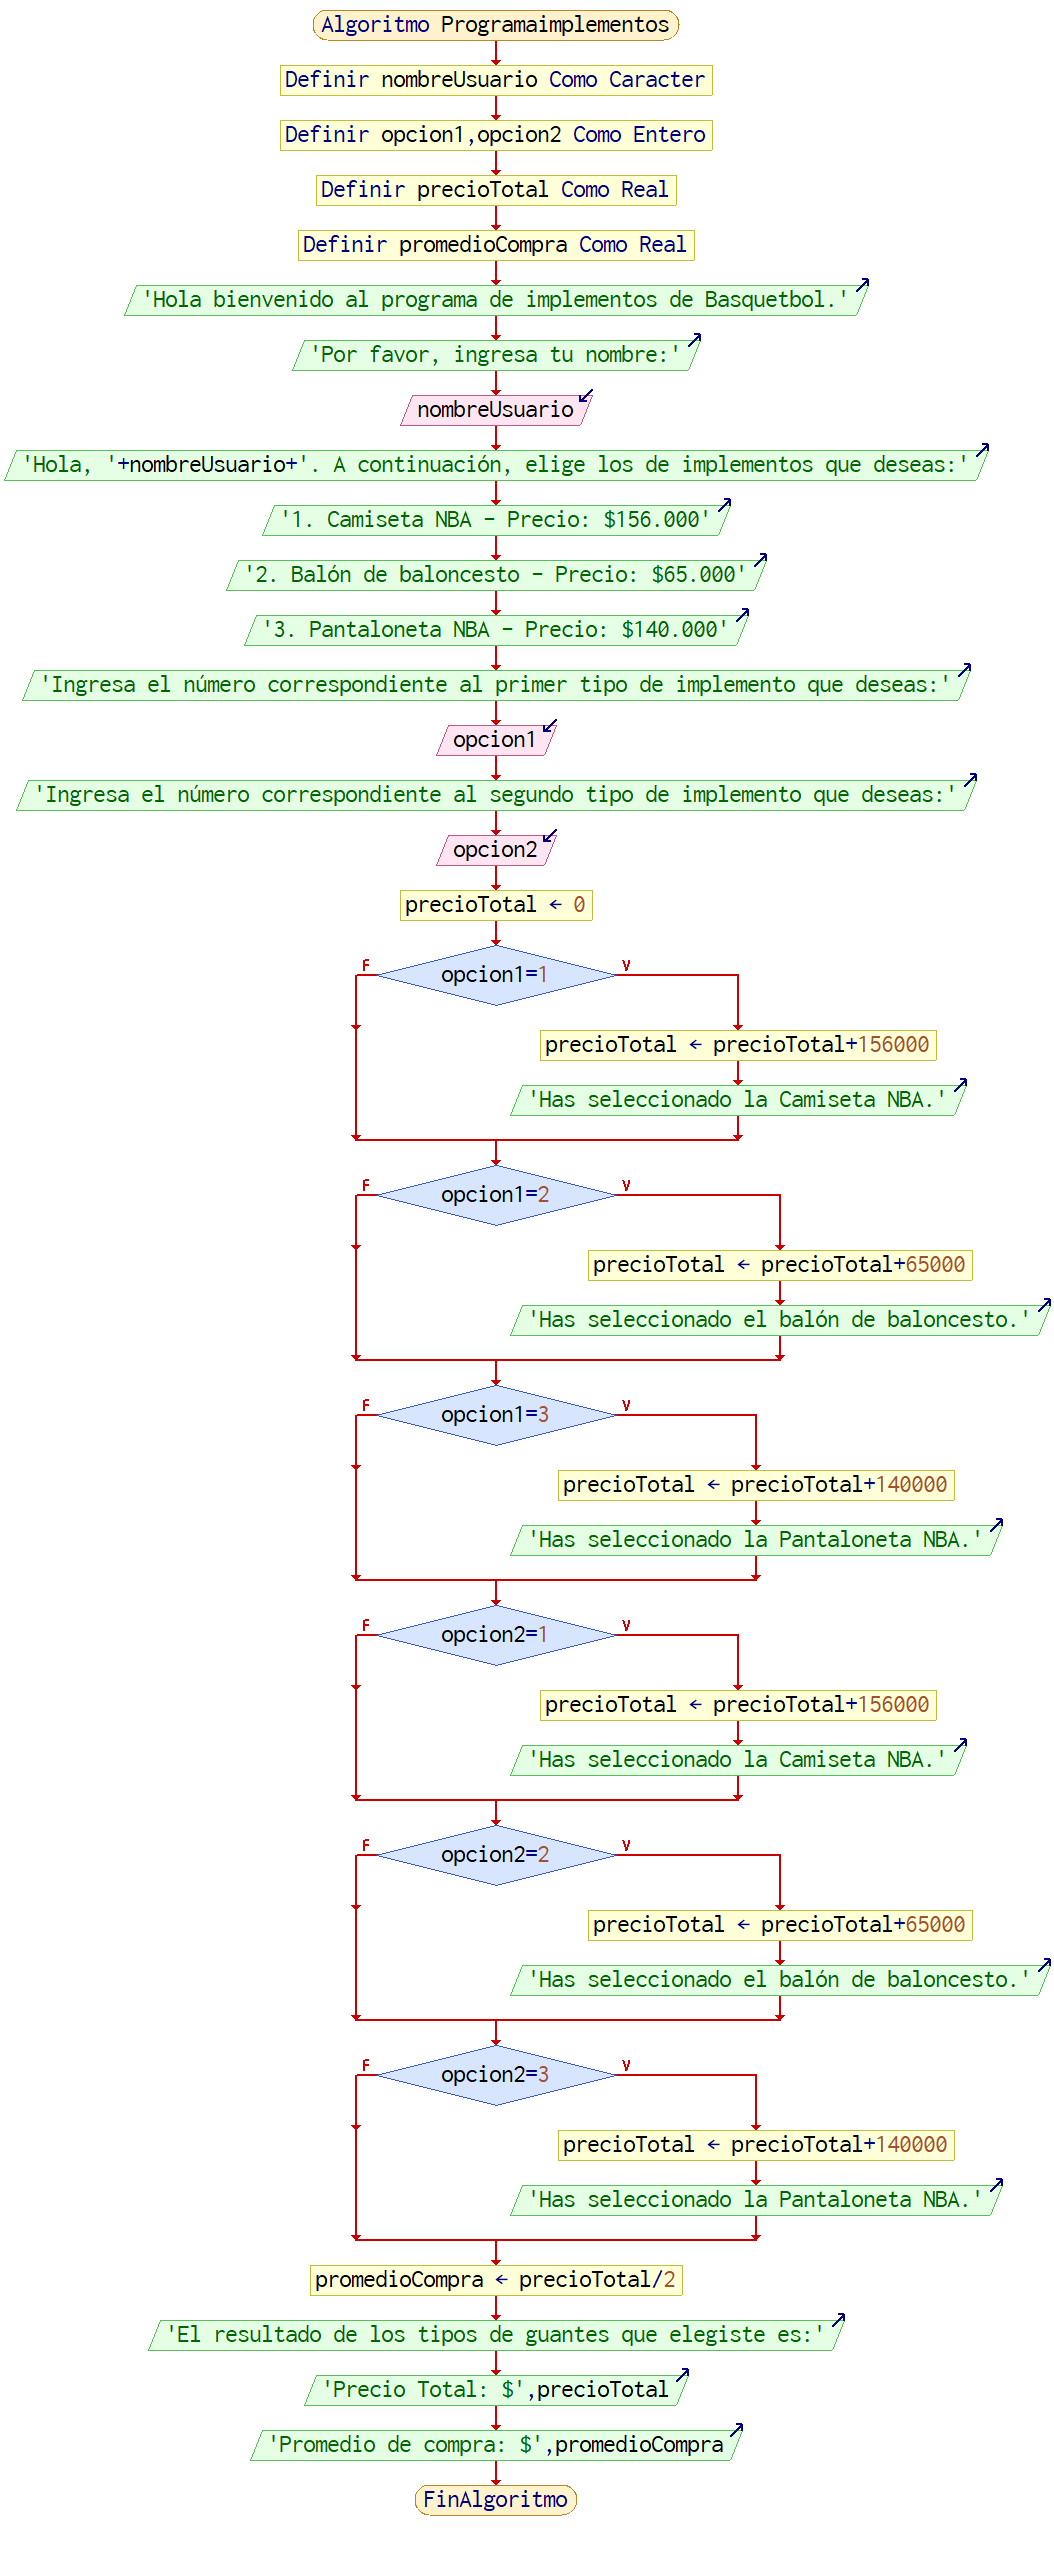 Algoritmo Programaimplementos
Definir nombreUsuario Como Caracter
Definir opcion1,opcion2 Como Entero
Definir precioTotal Como Real
Definir promedioCompra Como Real
'Hola bienvenido al programa de implementos de Basquetbol.'
'Por favor, ingresa tu nombre:'
nombreUsuario
'Hola, '+nombreUsuario+'. A continuación, elige los de implementos que deseas:'
'1. Camiseta NBA - Precio: $156.000'
'2. Balón de baloncesto - Precio: $65.000'
'3. Pantaloneta NBA - Precio: $140.000'
'Ingresa el número correspondiente al primer tipo de implemento que deseas:'
opcion1
'Ingresa el número correspondiente al segundo tipo de implemento que deseas:'
opcion2
precioTotal ← 0
F opcion1=1 V
precioTotal ← precioTotal+156000
'Has seleccionado la Camiseta NBA.'
F opcion1=2 V
precioTotal ← precioTotal+65000
'Has seleccionado el balón de baloncesto.'
F opcion1=3 V
precioTotal ← precioTotal+140000
'Has seleccionado la Pantaloneta NBA.'
F opcion2=1 V
precioTotal ← precioTotal+156000
'Has seleccionado la Camiseta NBA.'
F opcion2=2 V
precioTotal ← precioTotal+65000
'Has seleccionado el balón de baloncesto.'
F opcion2=3 V
precioTotal ← precioTotal+140000
'Has seleccionado la Pantaloneta NBA.'
promedioCompra ← precioTotal/2
'El resultado de los tipos de guantes que elegiste es:'
'Precio Total: $',precioTotal
'Promedio de compra: $',promedioCompra
FinAlgoritmo